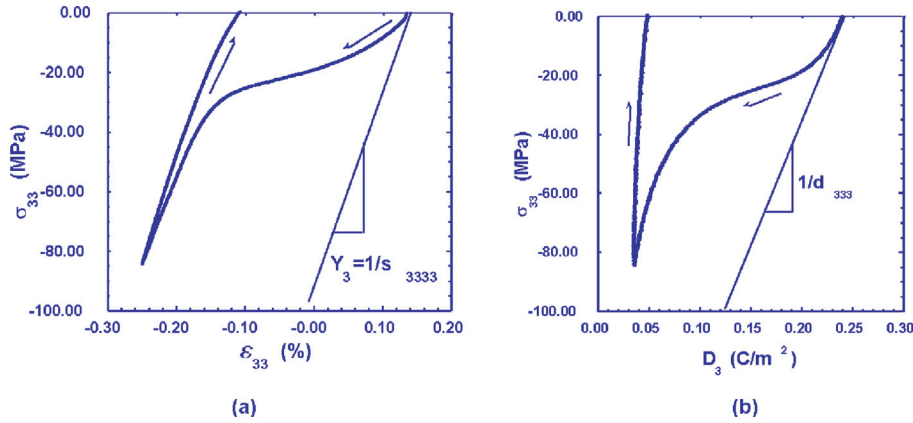 0.00
-20.00
-40.00
-60.00
-80.00
-100.00
σ33 (MPa)
-0.30 -0.20 -0.10 -0.00 0.10 0.20
ε33 (%)
Y3 =1/s 3333
(a)
0.00
-20.00
-40.00
-60.00
-80.00
-100.00
σ33 (MPa)
0.00 0.05 0.10 0.15 0.20 0.25 0.30
D3 (C/m2)
1/d 333
(b)